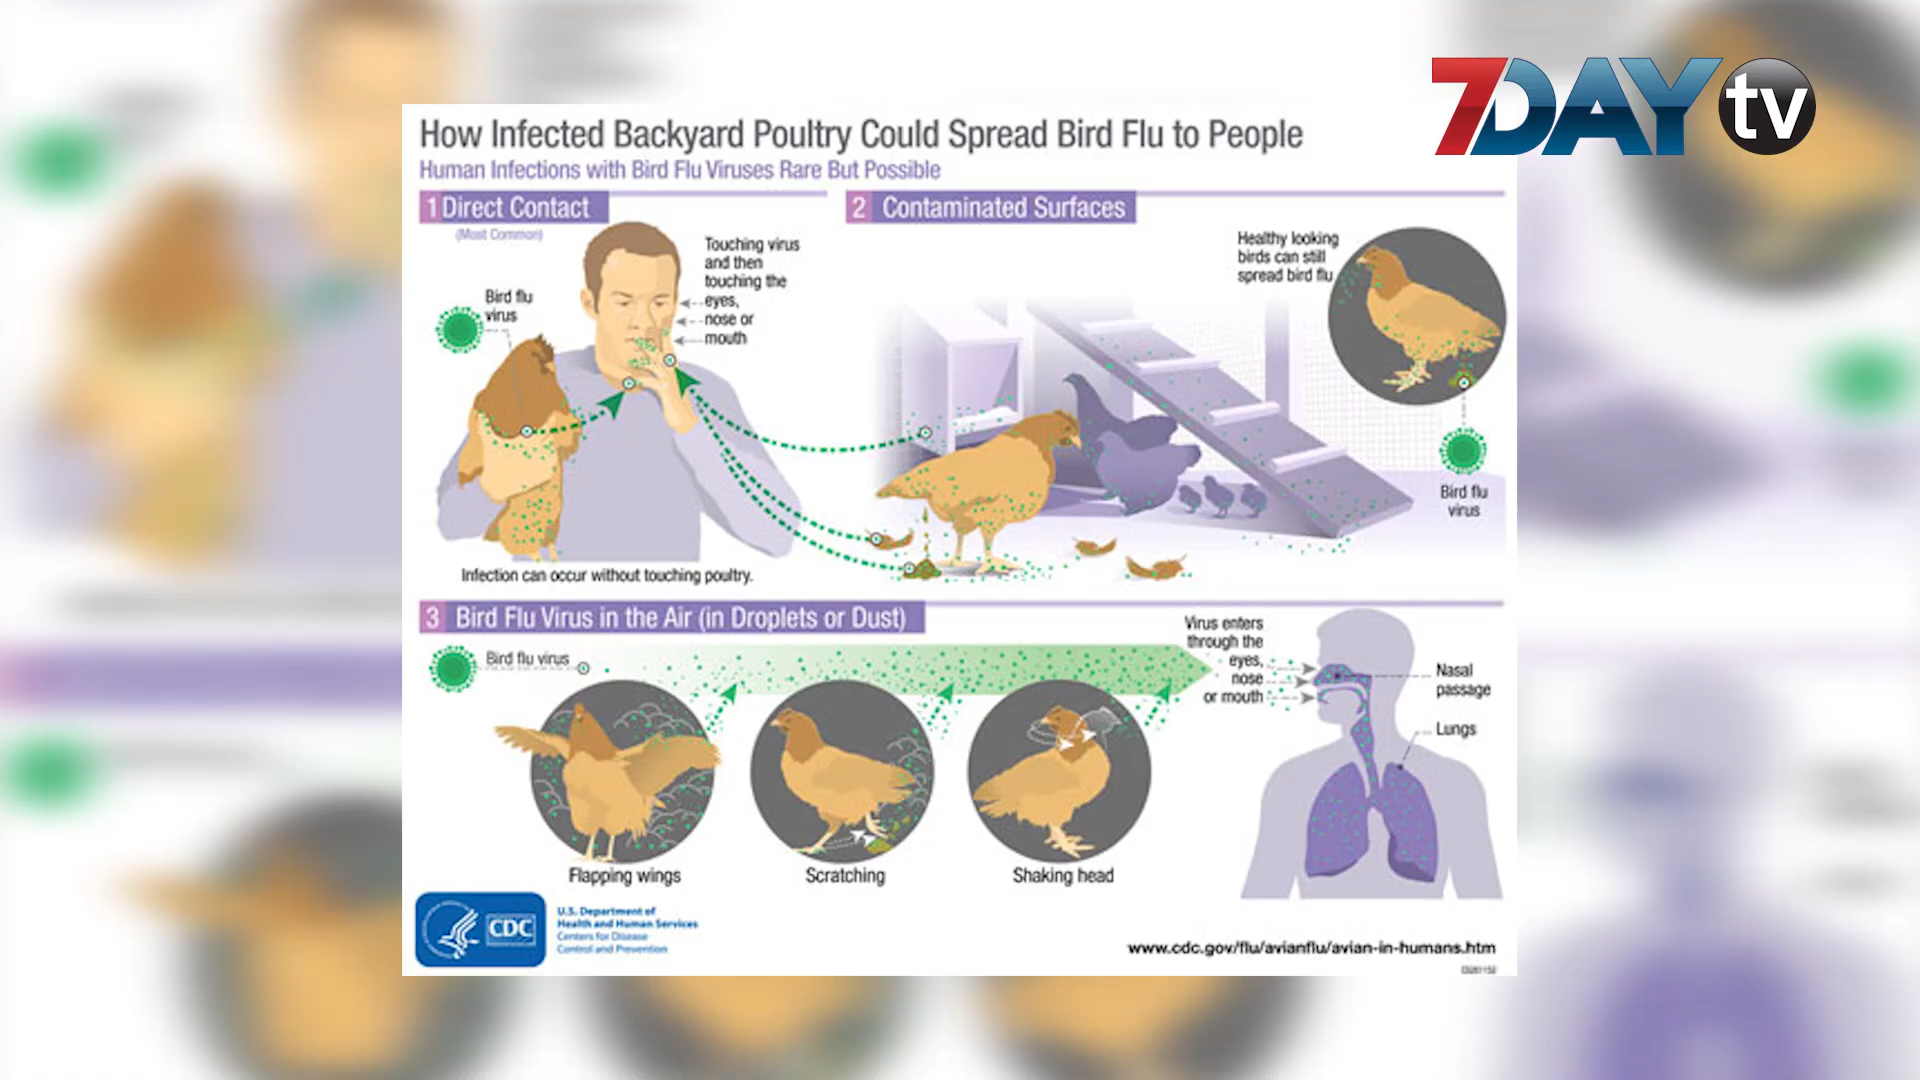 7DAY tv
How Infected Backyard Poultry Could Spread Bird Flu to People
Human Infections with Bird Flu Viruses Rare But Possible
1 Direct Contact
(Most Common)
Bird flu
virus
Touching virus
and then
touching the
eyes,
nose or
mouth
Infection can occur without touching poultry.
2 Contaminated Surfaces
Healthy looking
birds can still
spread bird flu
Bird flu
virus
3 Bird Flu Virus in the Air (in Droplets or Dust)
Bird flu virus
Flapping wings
Scratching
Shaking head
Virus enters
through the
eyes,
nose
or mouth
Nasal
passage
Lungs
CDC
U.S. Department of
Health and Human Services
Centers for Disease
Control and Prevention
www.cdc.gov/flu/avianflu/avian-in-humans.htm